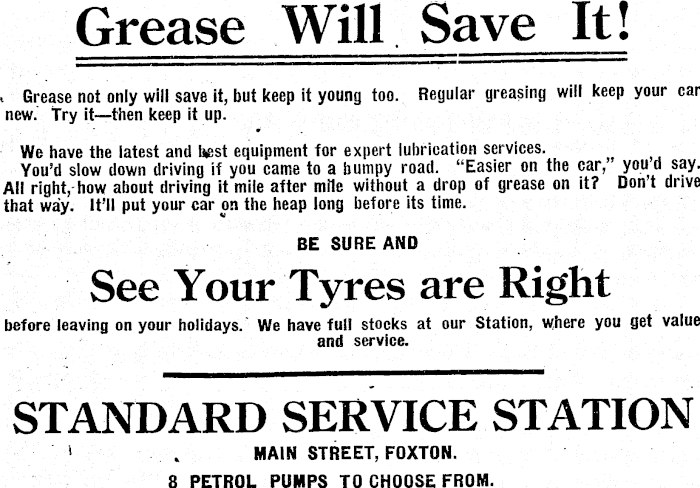 Grease Will Save It!
Grease not only will save it, but keep it young too. Regular greasing will keep your car
new. Try it—then keep it up.
We have the latest and best equipment for expert lubrication services.
You'd slow down driving if you came to a bumpy road. "Easier on the car," you'd say.
All right, how about driving it mile after mile without a drop of grease on it? Don't drive
that way. It'll put your car on the heap long before its time.
BE SURE AND
See Your Tyres are Right
before leaving on your holidays. We have full stocks at our Station, where you get value
and service.
STANDARD SERVICE STATION
MAIN STREET, FOXTON.
8 PETROL PUMPS TO CHOOSE FROM.